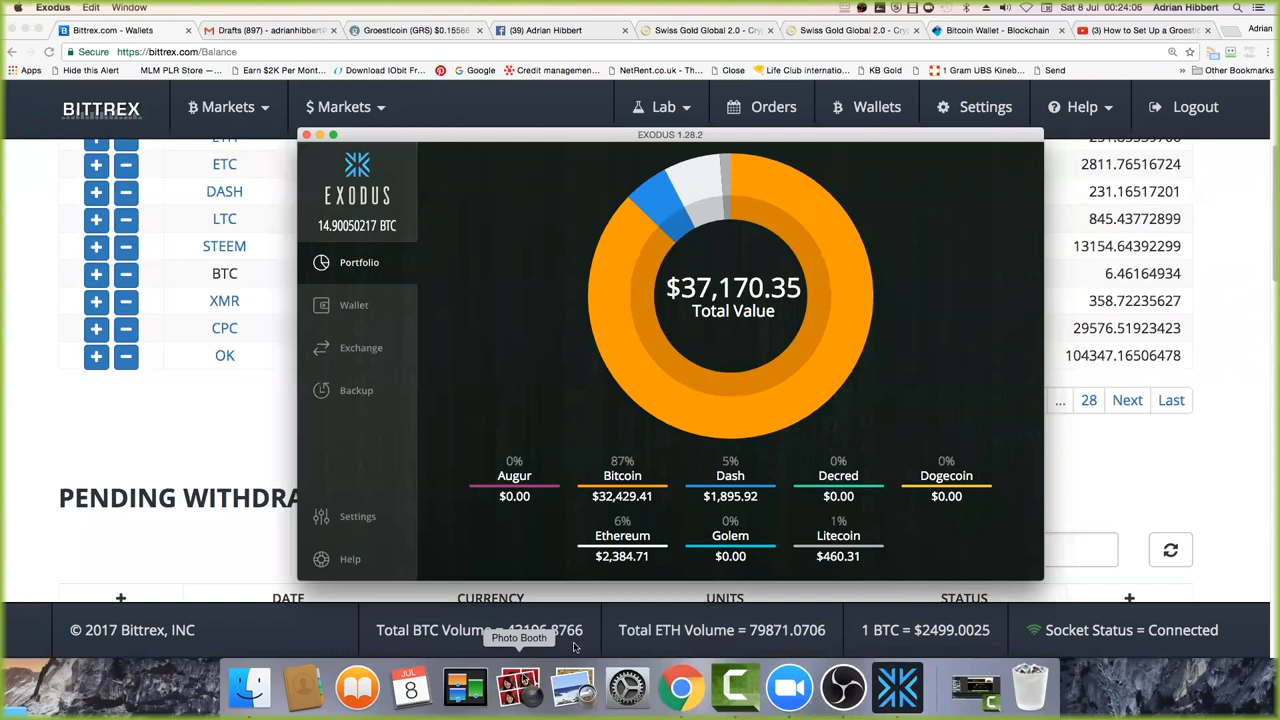 Exodus Edit Window Sat 8 Jul 00:24:06 Adrian Hibbert
Bittrex.com - Wallets Drafts (897) - adrianhibbert Groestlcoin (GRS) $0.1556 (39) Adrian Hibbert Swiss Gold Global 2.0 - Cry Swiss Gold Global 2.0 - Cry Bitcoin Wallet - Blockchain (3) How to Set Up a Groestlc Adrian
Secure https://bittrex.com/Balance
Apps Hide this Alert MLM PLR Store —... Earn $2K Per Mont... Download IObit Fr... Google Credit managemen... NetRent.co.uk - Th... Close Life Club internatio... KB Gold 1 Gram UBS Kineb... Send » Other Bookmarks
BITTREX Markets $ Markets Lab Orders Wallets Settings Help Logout
EXODUS 1.28.2
ETC 2811.76516724
DASH 231.16517201
LTC 845.43772899
STEEM 13154.64392299
BTC 6.46164934
XMR 358.72235627
CPC 29576.51923423
OK 104347.16506478
... 28 Next Last
EXODUS
14.90050217 BTC
Portfolio
Wallet
Exchange
Backup
Settings
Help
$37,170.35
Total Value
0% 87% 5% 0% 0%
Augur Bitcoin Dash Decred Dogecoin
$0.00 $32,429.41 $1,895.92 $0.00 $0.00
6% 0% 1%
Ethereum Golem Litecoin
$2,384.71 $0.00 $460.31
PENDING WITHDRA
DATE CURRENCY UNITS STATUS
© 2017 Bittrex, INC Total BTC Volume = 8766 Total ETH Volume = 79871.0706 1 BTC = $2499.0025 Socket Status = Connected
Photo Booth
JUL
8